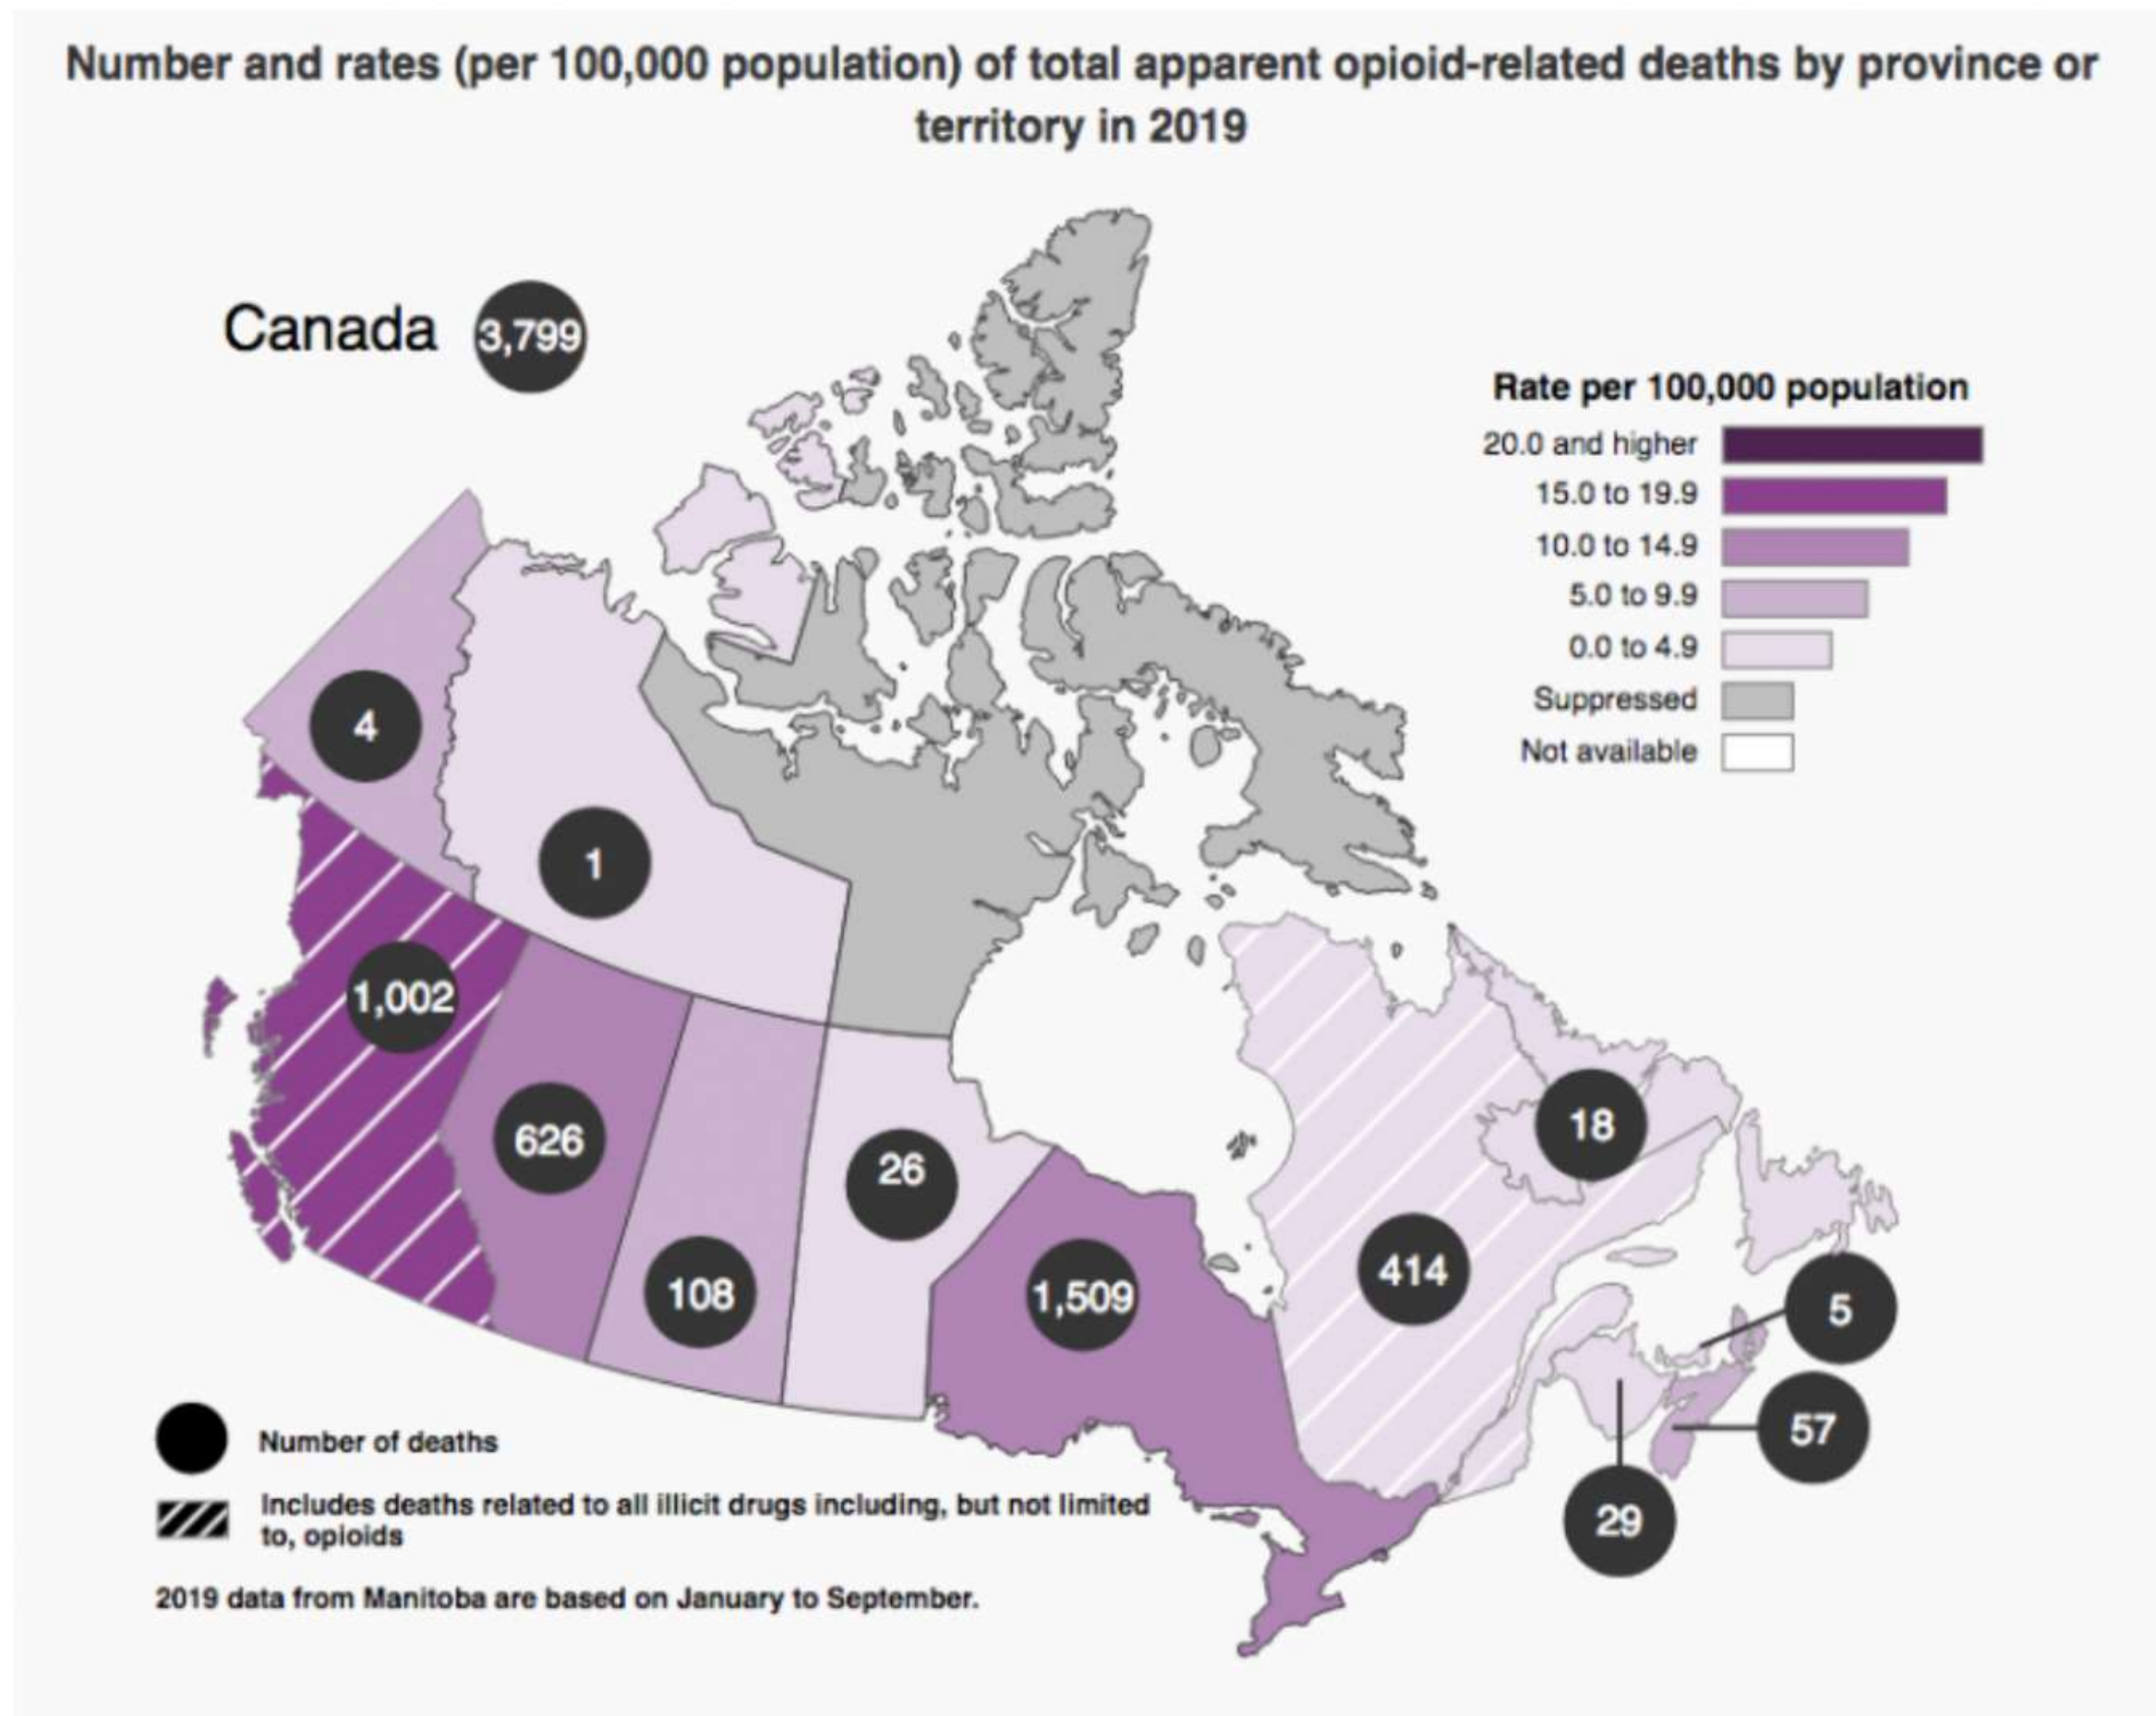 Number and rates (per 100,000 population) of total apparent opioid-related deaths by province or
territory in 2019
Canada 3,799
Rate per 100,000 population
20.0 and higher
15.0 to 19.9
10.0 to 14.9
5.0 to 9.9
0.0 to 4.9
Suppressed
Not available
4
1
1,002
626
108
26
1,509
414
18
5
57
29
Number of deaths
Includes deaths related to all illicit drugs including, but not limited
to, opioids
2019 data from Manitoba are based on January to September.